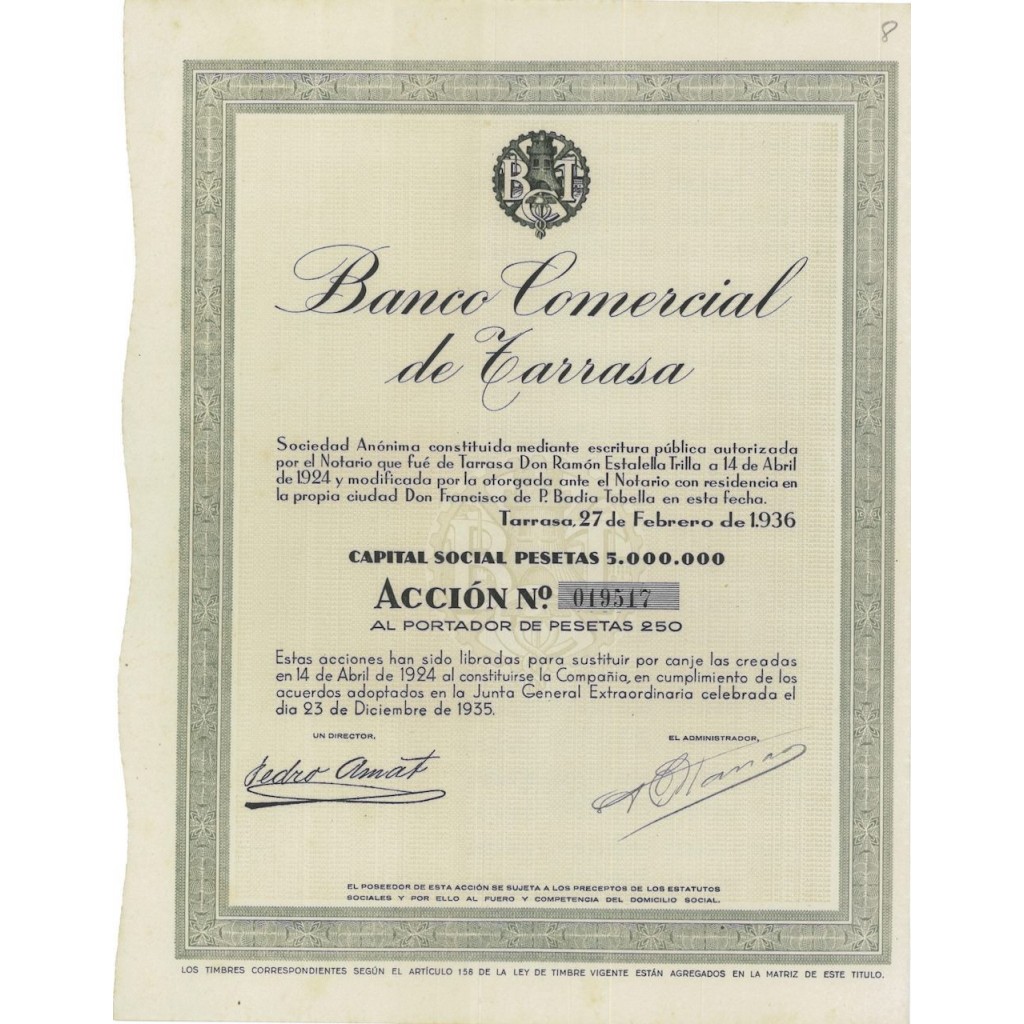 8
B T
C
Banco Comercial
de Tarrasa
Sociedad Anónima constituida mediante escritura pública autorizada
por el Notario que fué de Tarrasa Don Ramón Estalella Trilla a 14 de Abril
de 1924 y modificada por la otorgada ante el Notario con residencia en
la propia ciudad Don Francisco de P. Badia Tobella en esta fecha.
Tarrasa, 27 de Febrero de 1.936
CAPITAL SOCIAL PESETAS 5.000.000
ACCIÓN Nº 019517
AL PORTADOR DE PESETAS 250
Estas acciones han sido libradas para sustituir por canje las creadas
en 14 de Abril de 1924 al constituirse la Compañia, en cumplimiento de los
acuerdos adoptados en la Junta General Extraordinaria celebrada el
dia 23 de Diciembre de 1935.
UN DIRECTOR,
EL ADMINISTRADOR,
Pedro Amat
EL POSEEDOR DE ESTA ACCIÓN SE SUJETA A LOS PRECEPTOS DE LOS ESTATUTOS
SOCIALES Y POR ELLO AL FUERO Y COMPETENCIA DEL DOMICILIO SOCIAL.
LOS TIMBRES CORRESPONDIENTES SEGÚN EL ARTÍCULO 156 DE LA LEY DE TIMBRE VIGENTE ESTÁN AGREGADOS EN LA MATRIZ DE ESTE TITULO.